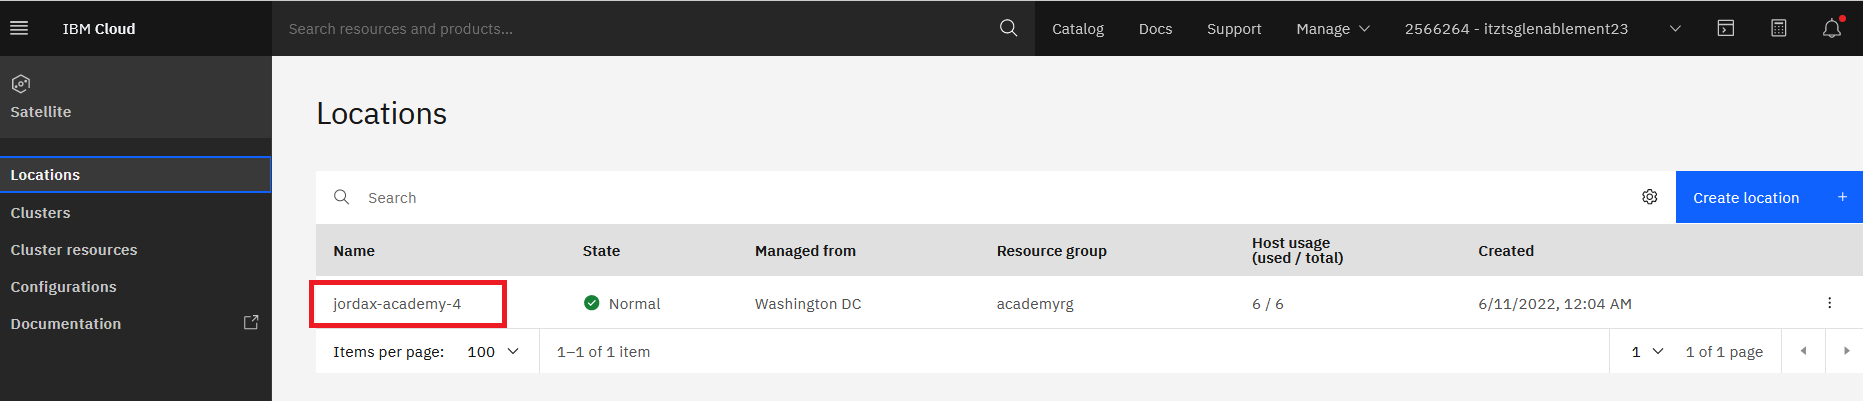 IBM Cloud
Search resources and products...
Catalog
Docs
Support
Manage
2566264 - itztsglenablement23
Satellite
Locations
Clusters
Cluster resources
Configurations
Documentation
Locations
Search
Create location +
Name State Managed from Resource group Host usage (used / total) Created
jordax-academy-4 Normal Washington DC academyrg 6 / 6 6/11/2022, 12:04 AM
Items per page: 100 1–1 of 1 item 1 1 of 1 page